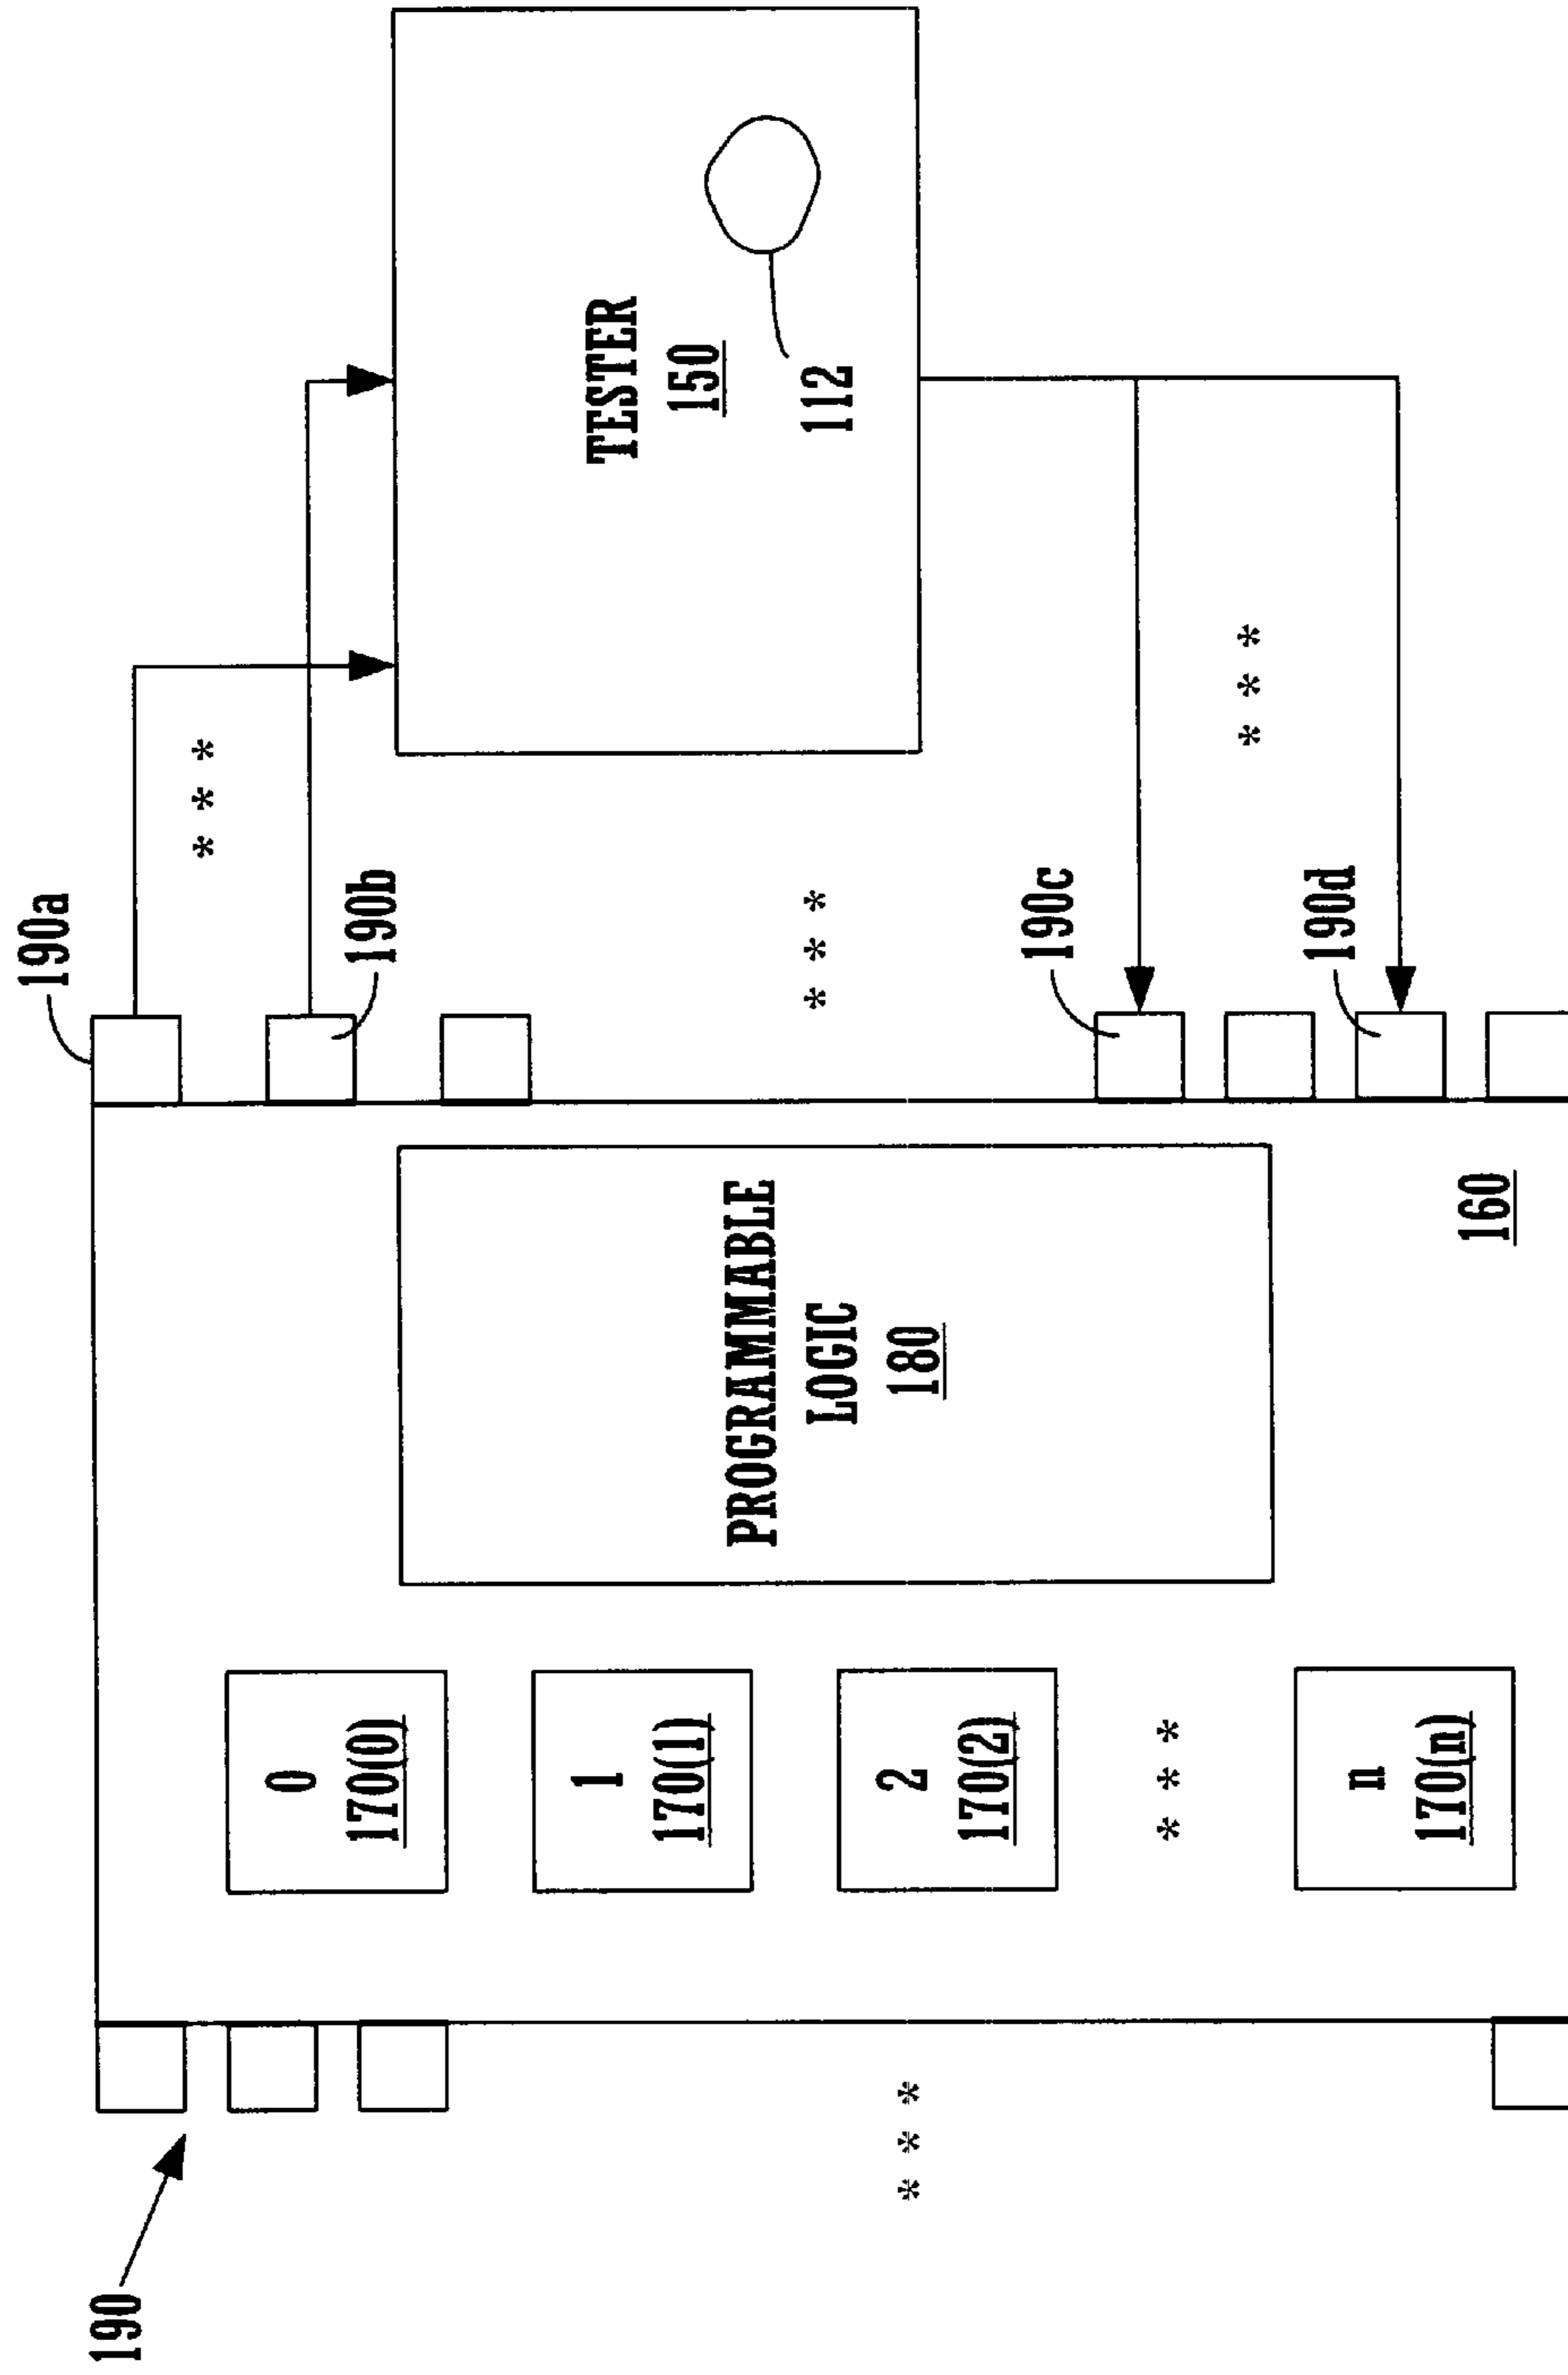 190
190a
* * *
190b
0
170(0)
1
170(1)
2
170(2)
* * *
n
170(n)
* * *
PROGRAMMABLE
LOGIC
180
160
TESTER
150
112
* * *
190c
* * *
190d